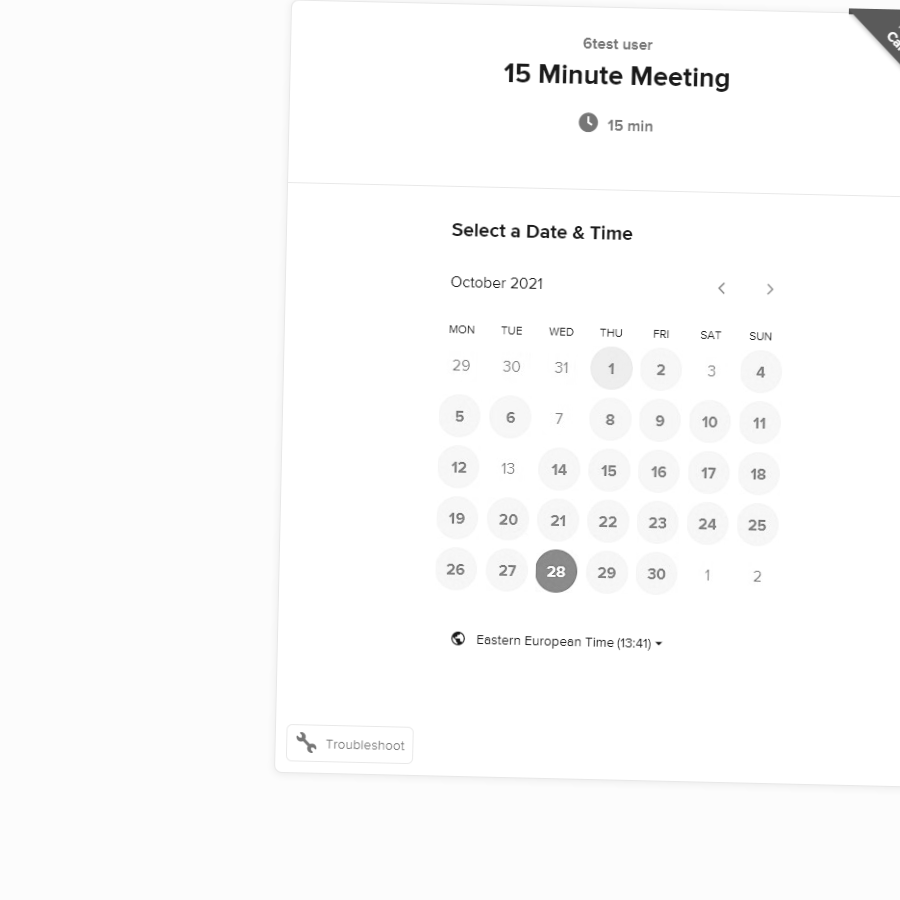 6test user
15 Minute Meeting
15 min
Select a Date & Time
October 2021
MON TUE WED THU FRI SAT SUN
29 30 31 1 2 3 4
5 6 7 8 9 10 11
12 13 14 15 16 17 18
19 20 21 22 23 24 25
26 27 28 29 30 1 2
Eastern European Time (13:41)
Troubleshoot